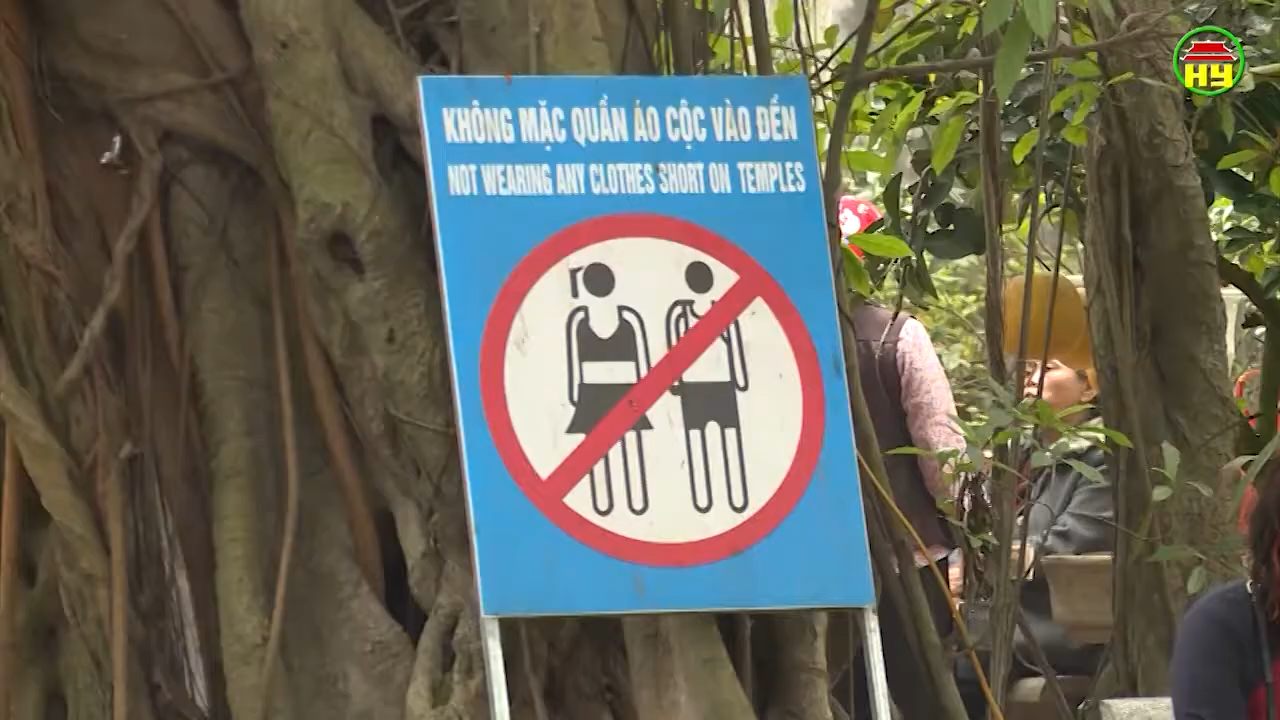 KHÔNG MẶC QUẦN ÁO CỘC VÀO ĐỀN
NOT WEARING ANY CLOTHES SHORT ON TEMPLES
HY